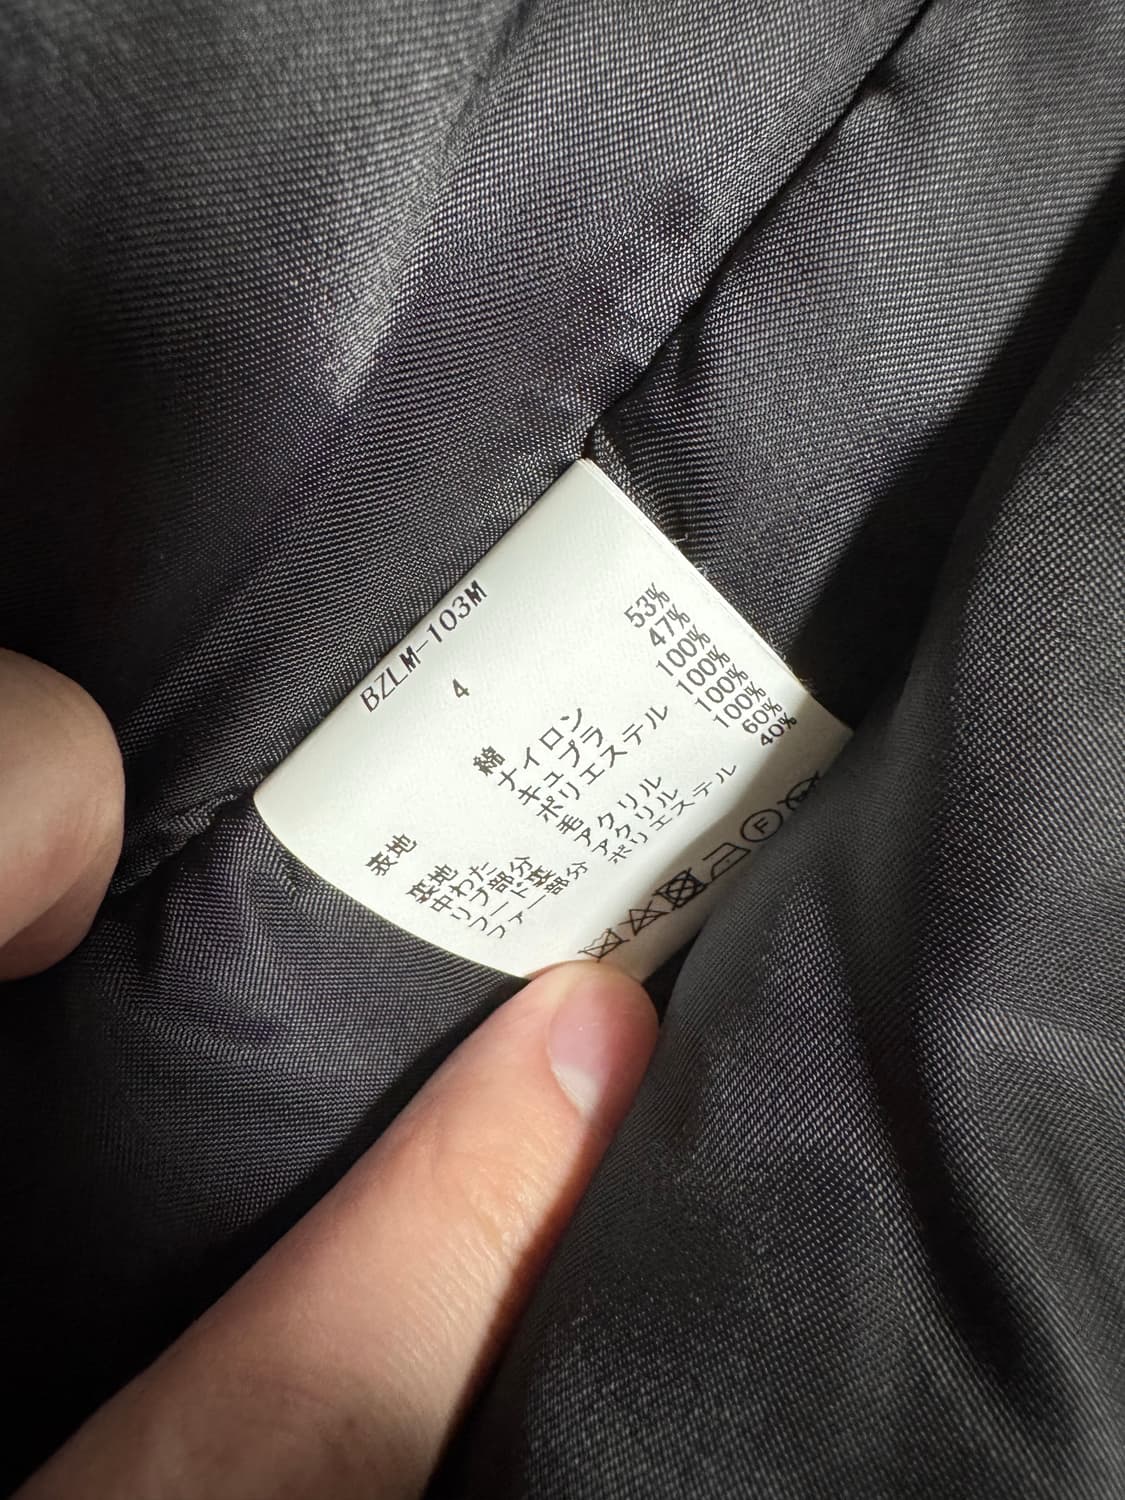 BZLM-103M
4
表地 綿 53%
ナイロン 47%
裏地 キュプラ 100%
中わた ポリエステル 100%
リブ部分 毛 100%
フード裏 アクリル 100%
ファー部分 アクリル 60%
ポリエステル 40%
F